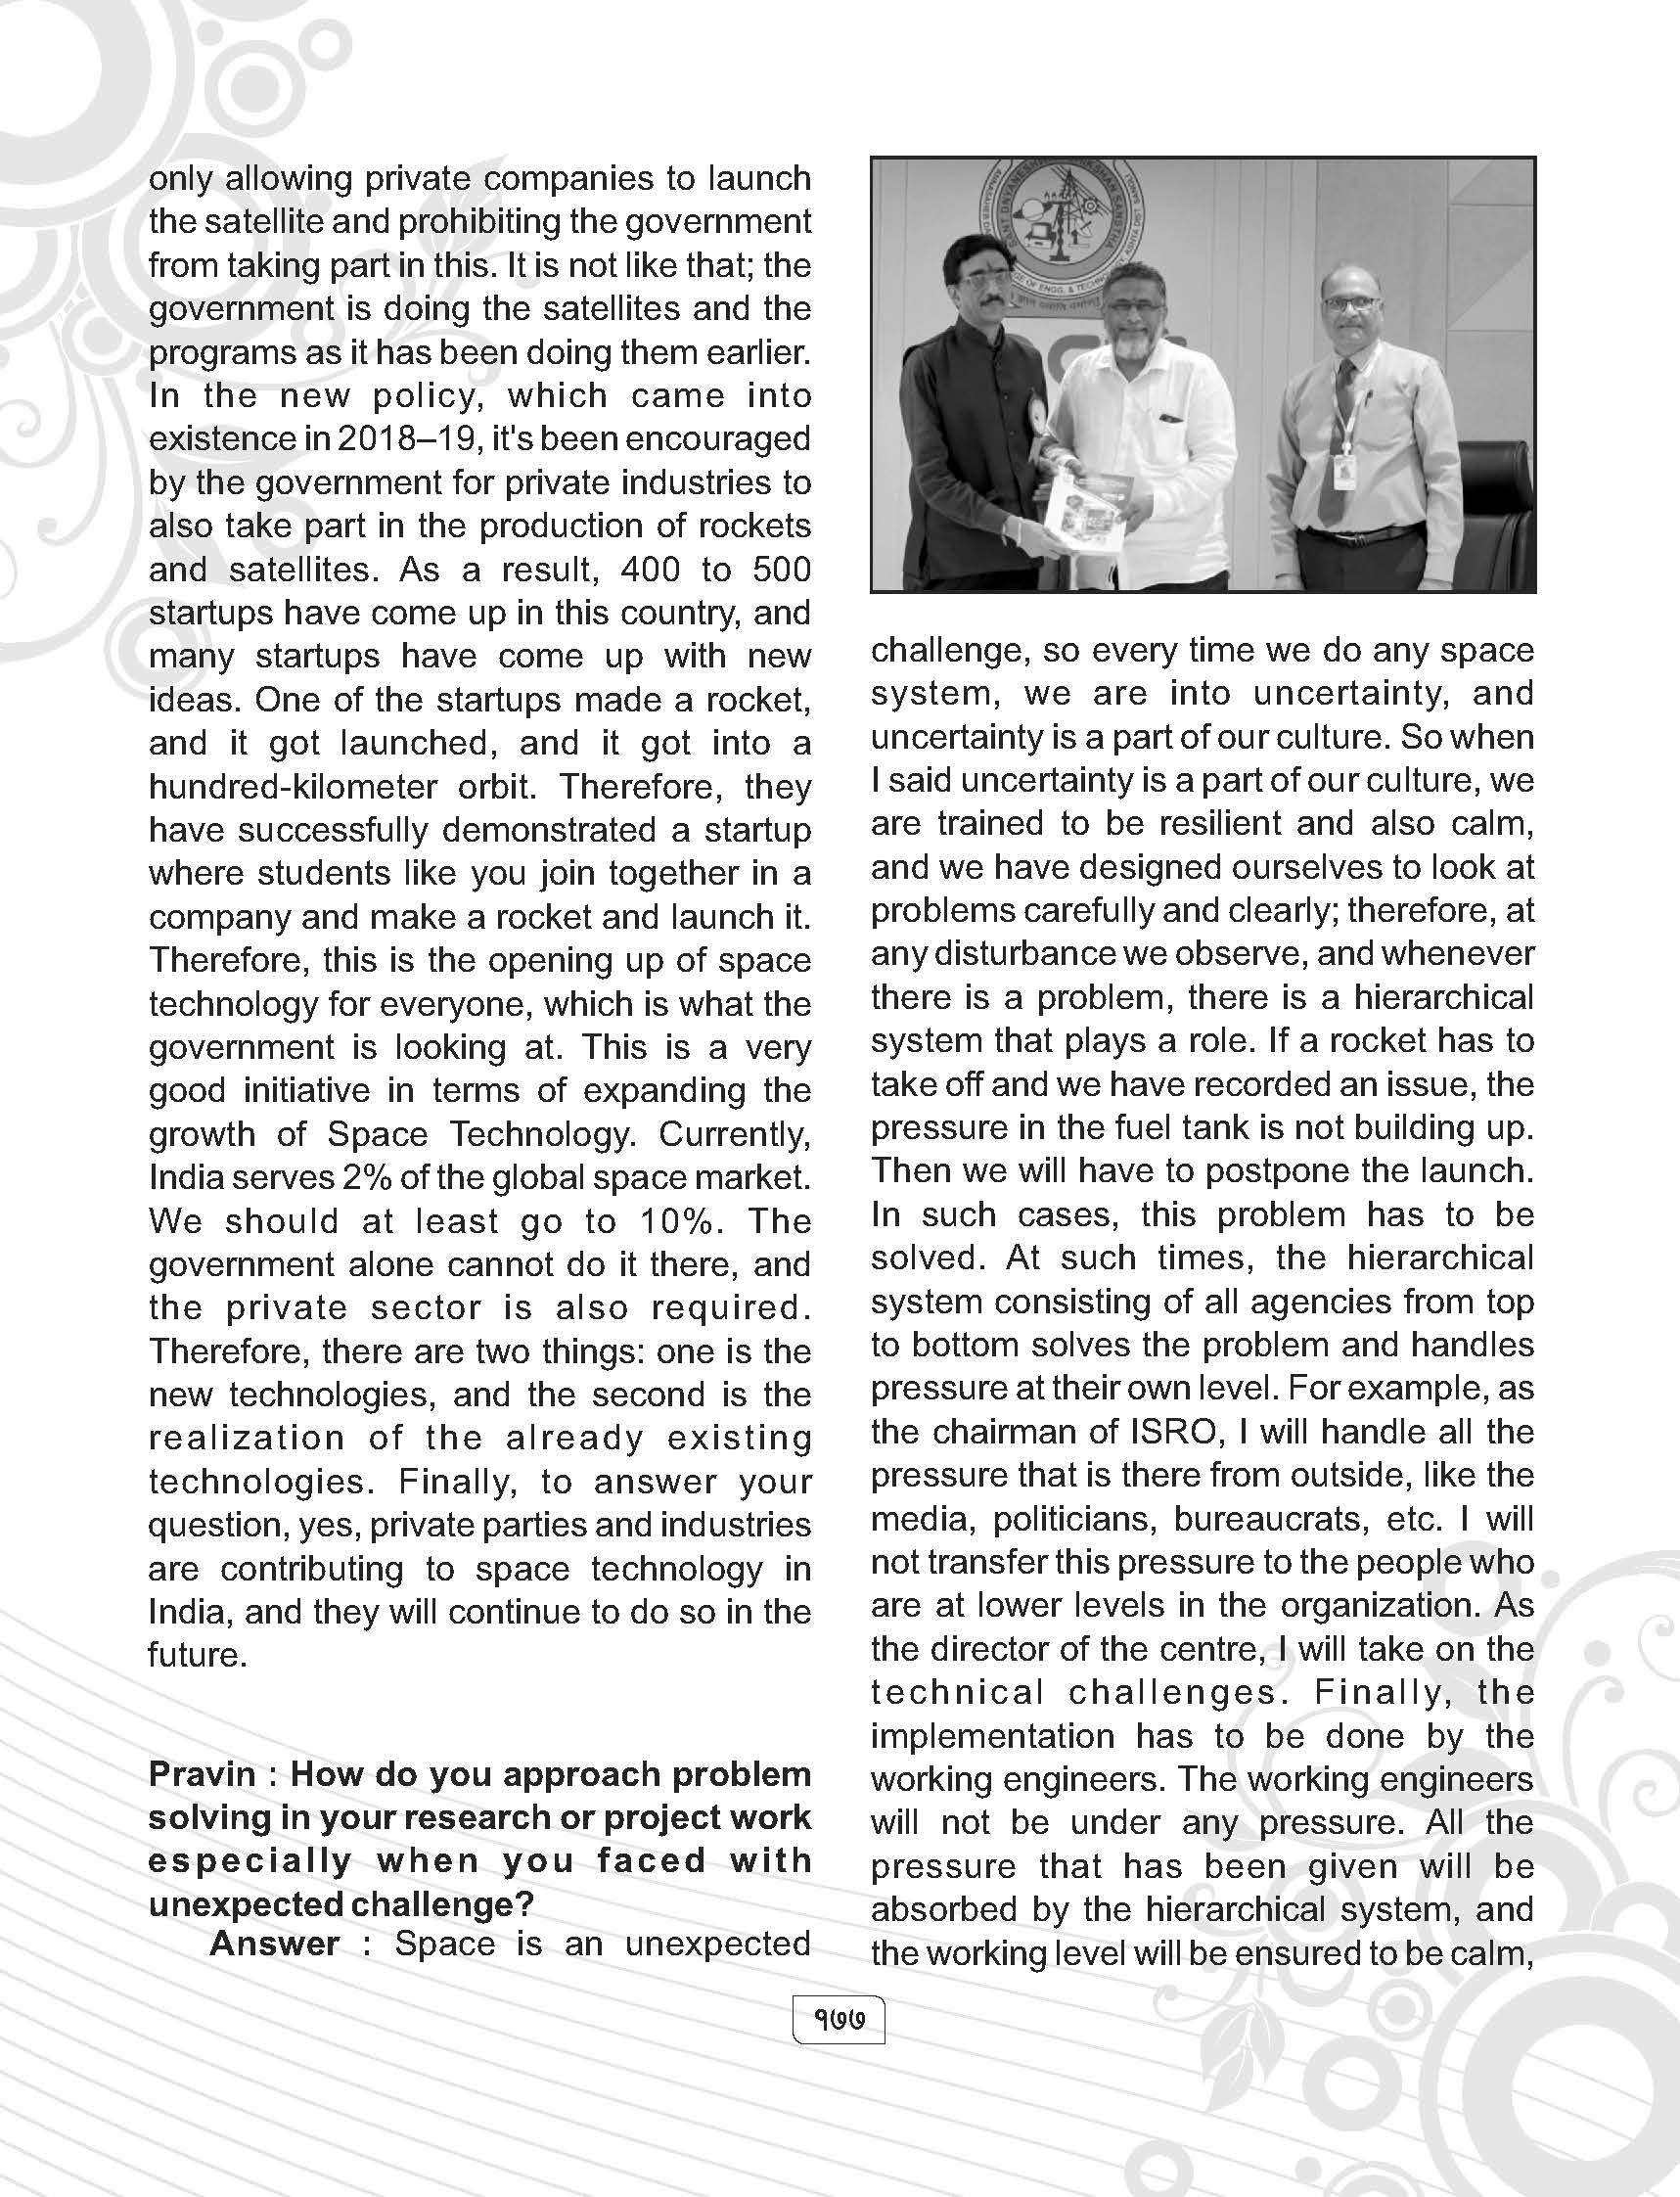 only allowing private companies to launch
the satellite and prohibiting the government
from taking part in this. It is not like that; the
government is doing the satellites and the
programs as it has been doing them earlier.
In the new policy, which came into
existence in 2018–19, it's been encouraged
by the government for private industries to
also take part in the production of rockets
and satellites. As a result, 400 to 500
startups have come up in this country, and
many startups have come up with new
ideas. One of the startups made a rocket,
and it got launched, and it got into a
hundred-kilometer orbit. Therefore, they
have successfully demonstrated a startup
where students like you join together in a
company and make a rocket and launch it.
Therefore, this is the opening up of space
technology for everyone, which is what the
government is looking at. This is a very
good initiative in terms of expanding the
growth of Space Technology. Currently,
India serves 2% of the global space market.
We should at least go to 10%. The
government alone cannot do it there, and
the private sector is also required.
Therefore, there are two things: one is the
new technologies, and the second is the
realization of the already existing
technologies. Finally, to answer your
question, yes, private parties and industries
are contributing to space technology in
India, and they will continue to do so in the
future.
Pravin : How do you approach problem
solving in your research or project work
especially when you faced with
unexpected challenge?
Answer : Space is an unexpected
challenge, so every time we do any space
system, we are into uncertainty, and
uncertainty is a part of our culture. So when
I said uncertainty is a part of our culture, we
are trained to be resilient and also calm,
and we have designed ourselves to look at
problems carefully and clearly; therefore, at
any disturbance we observe, and whenever
there is a problem, there is a hierarchical
system that plays a role. If a rocket has to
take off and we have recorded an issue, the
pressure in the fuel tank is not building up.
Then we will have to postpone the launch.
In such cases, this problem has to be
solved. At such times, the hierarchical
system consisting of all agencies from top
to bottom solves the problem and handles
pressure at their own level. For example, as
the chairman of ISRO, I will handle all the
pressure that is there from outside, like the
media, politicians, bureaucrats, etc. I will
not transfer this pressure to the people who
are at lower levels in the organization. As
the director of the centre, I will take on the
technical challenges. Finally, the
implementation has to be done by the
working engineers. The working engineers
will not be under any pressure. All the
pressure that has been given will be
absorbed by the hierarchical system, and
the working level will be ensured to be calm,
१७७